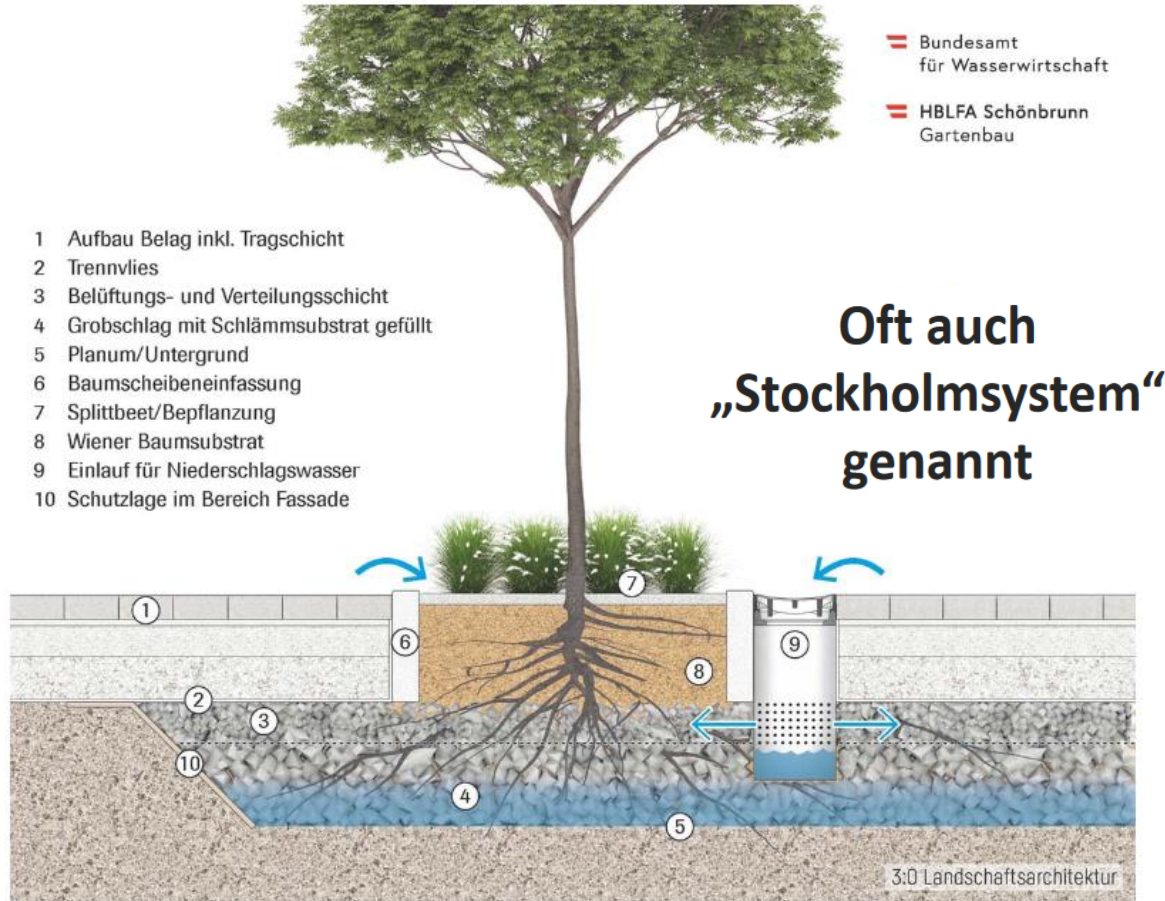 Bundesamt
für Wasserwirtschaft
HBLFA Schönbrunn
Gartenbau
1 Aufbau Belag inkl. Tragschicht
2 Trennvlies
3 Belüftungs- und Verteilungsschicht
4 Grobschlag mit Schlämmsubstrat gefüllt
5 Planum/Untergrund
6 Baumscheibeneinfassung
7 Splittbeet/Bepflanzung
8 Wiener Baumsubstrat
9 Einlauf für Niederschlagswasser
10 Schutzlage im Bereich Fassade
Oft auch
„Stockholmsystem“
genannt
7
1
6
9
8
2
3
10
4
5
3:0 Landschaftsarchitektur